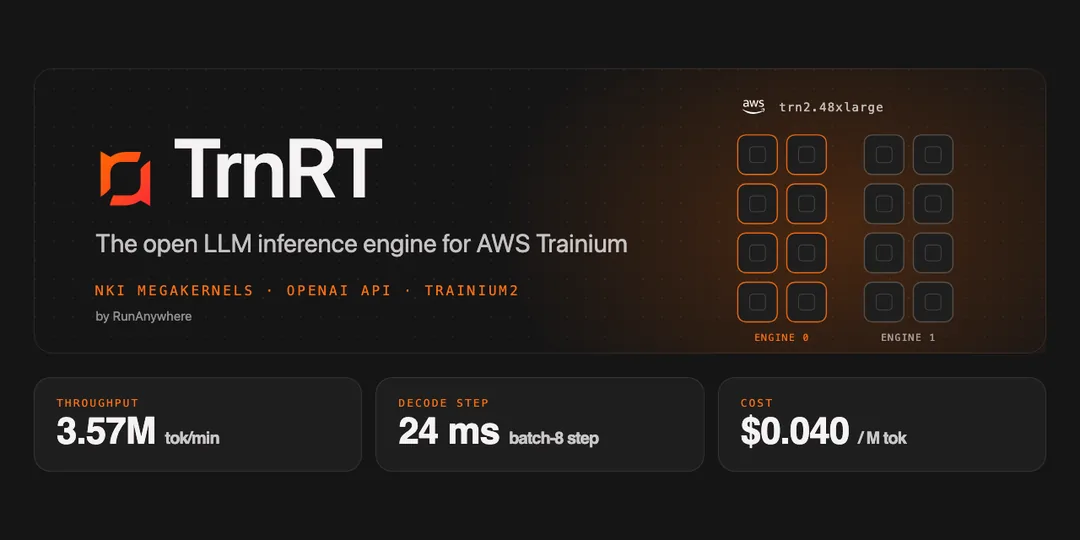 aws trn2.48xlarge
TrnRT
The open LLM inference engine for AWS Trainium
NKI MEGAKERNELS · OPENAI API · TRAINIUM2
by RunAnywhere
ENGINE 0
ENGINE 1
THROUGHPUT
3.57M tok/min
DECODE STEP
24 ms batch-8 step
COST
$0.040 / M tok